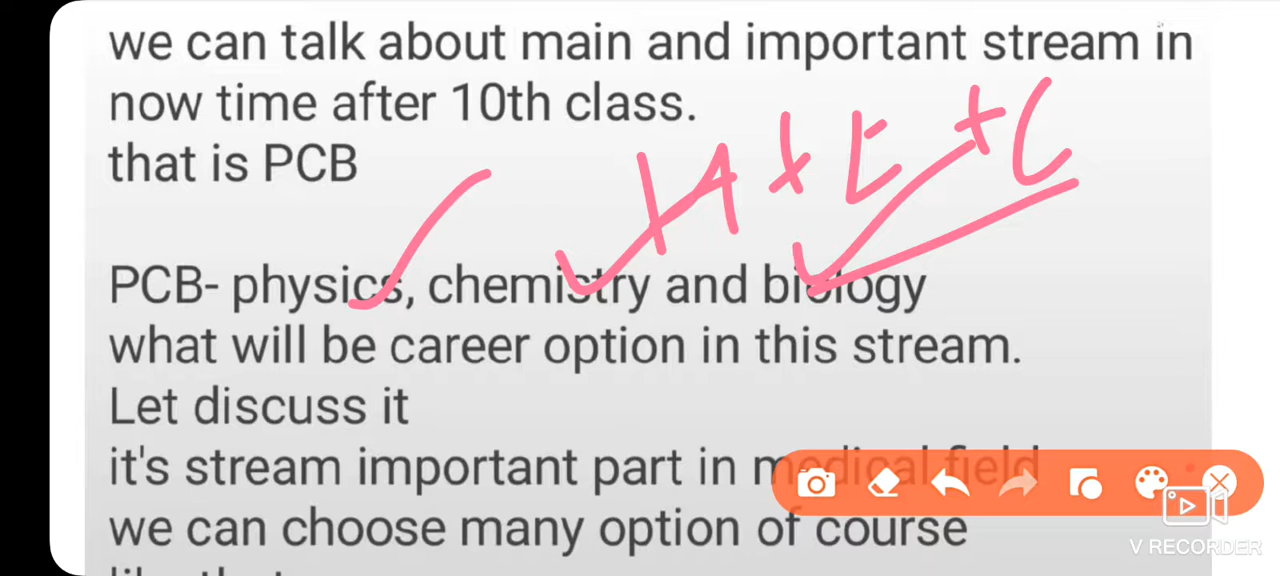 we can talk about main and important stream in
now time after 10th class.
that is PCB
+ E + C
PCB- physics, chemistry and biology
what will be career option in this stream.
Let discuss it
it's stream important part in medical field
we can choose many option of course
V RECORDER